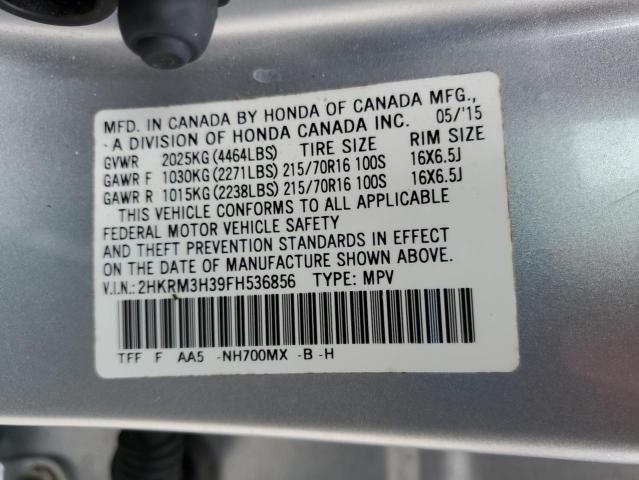 MFD. IN CANADA BY HONDA OF CANADA MFG.,
A DIVISION OF HONDA CANADA INC. 05/'15
GVWR 2025KG (4464LBS) TIRE SIZE RIM SIZE
GAWR F 1030KG (2271LBS) 215/70R16 100S 16X6.5J
GAWR R 1015KG (2238LBS) 215/70R16 100S 16X6.5J
THIS VEHICLE CONFORMS TO ALL APPLICABLE
FEDERAL MOTOR VEHICLE SAFETY
AND THEFT PREVENTION STANDARDS IN EFFECT
ON THE DATE OF MANUFACTURE SHOWN ABOVE.
V.I.N.: 2HKRM3H39FH536856 TYPE: MPV
TFF F AA5 -NH700MX -B -H